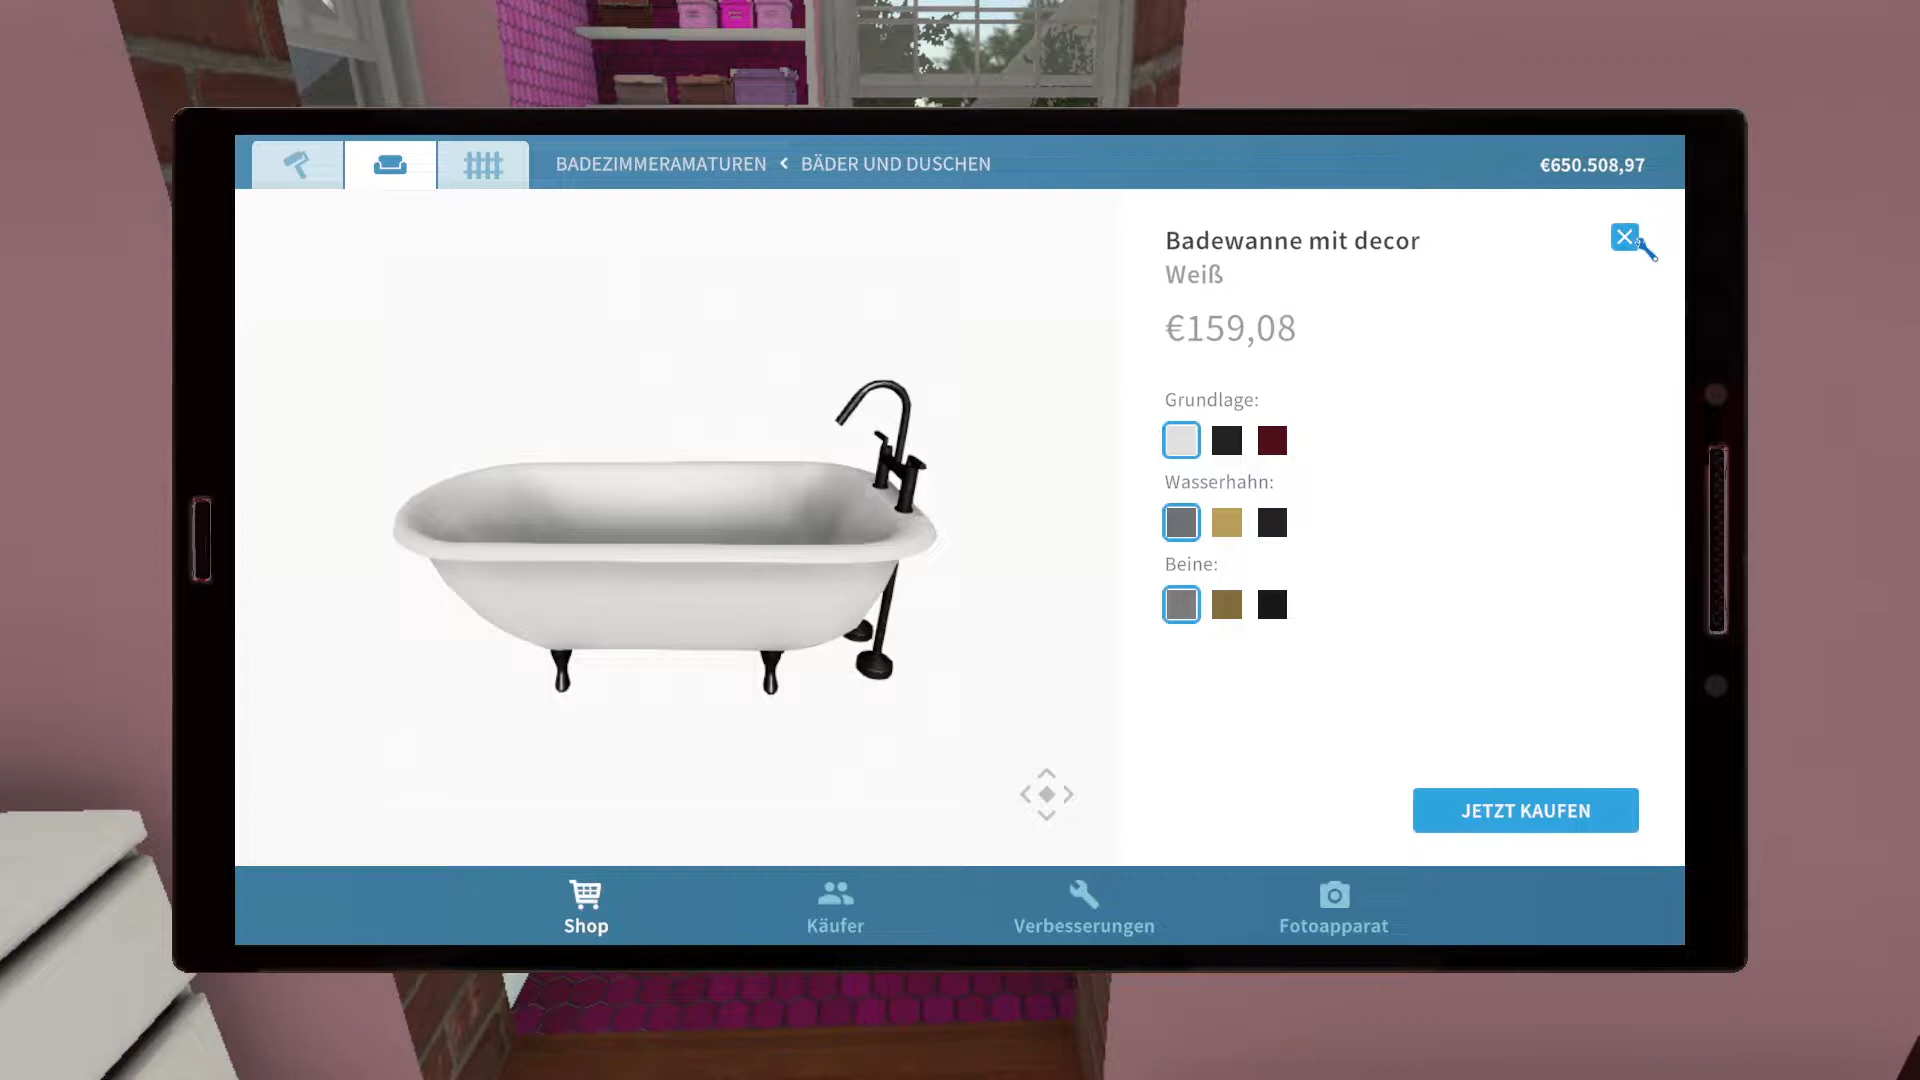 BADEZIMMERAMATUREN < BÄDER UND DUSCHEN
€650.508,97
Badewanne mit decor
Weiß
€159,08
Grundlage:
Wasserhahn:
Beine:
JETZT KAUFEN
Shop
Käufer
Verbesserungen
Fotoapparat